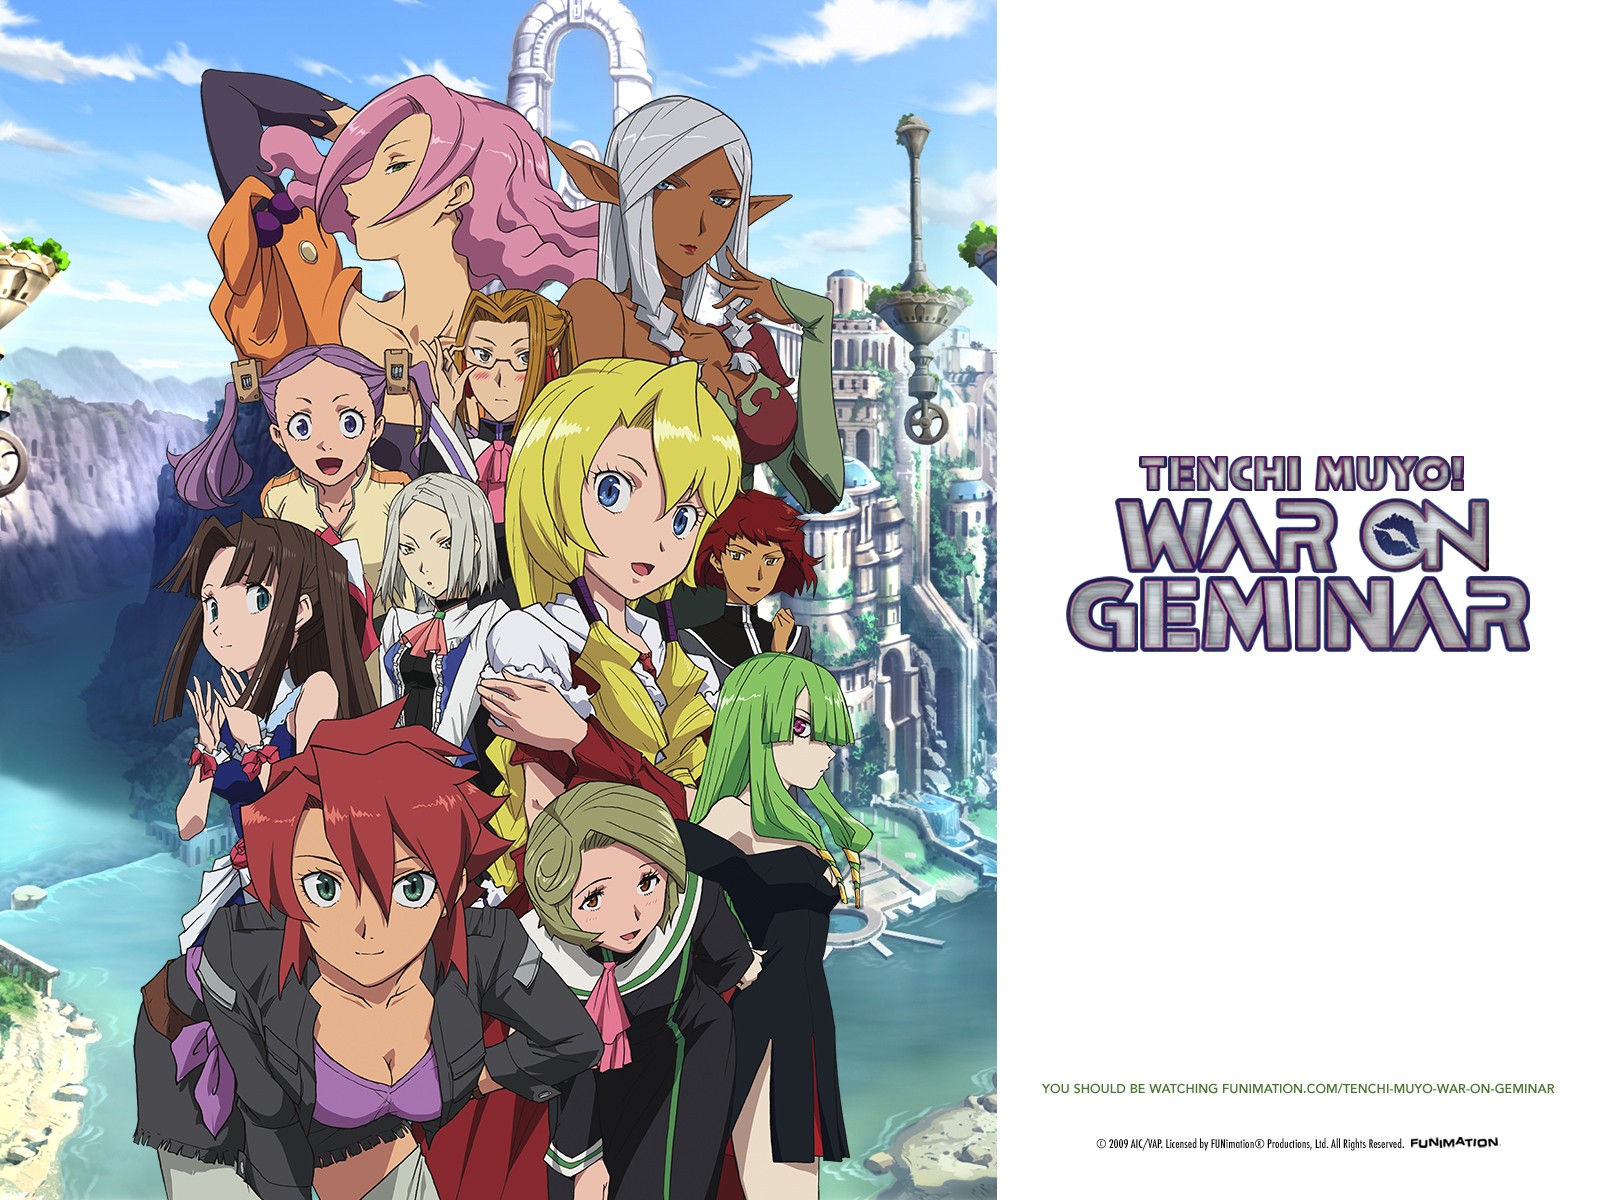 TENCHI MUYO!
WAR ON
GEMINAR
YOU SHOULD BE WATCHING FUNIMATION.COM/TENCHI-MUYO-WAR-ON-GEMINAR
© 2009 AIC/VAP. Licensed by FUNimation® Productions, Ltd. All Rights Reserved. FUNIMATION